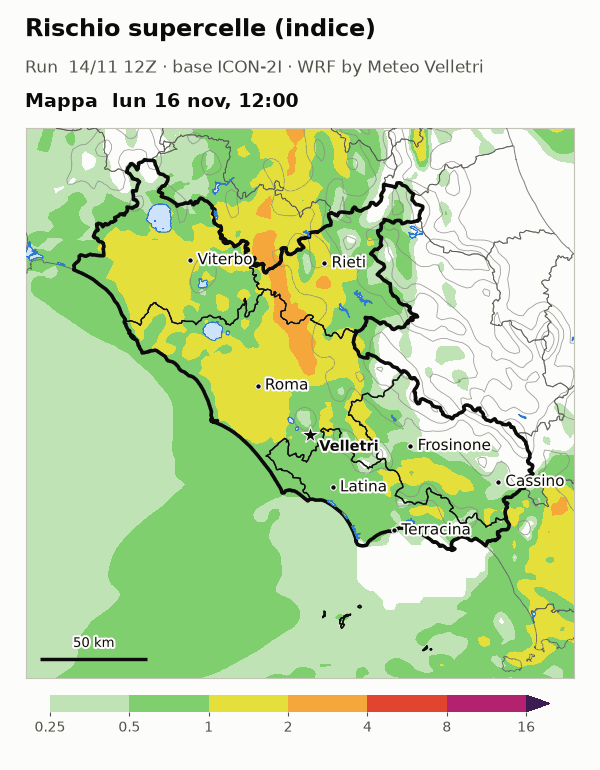 Rischio supercelle (indice)
Run 14/11 12Z · base ICON-2I · WRF by Meteo Velletri
Mappa lun 16 nov, 12:00
Viterbo
Rieti
Roma
Velletri
Frosinone
Cassino
Latina
Terracina
50 km
0.25 0.5 1 2 4 8 16